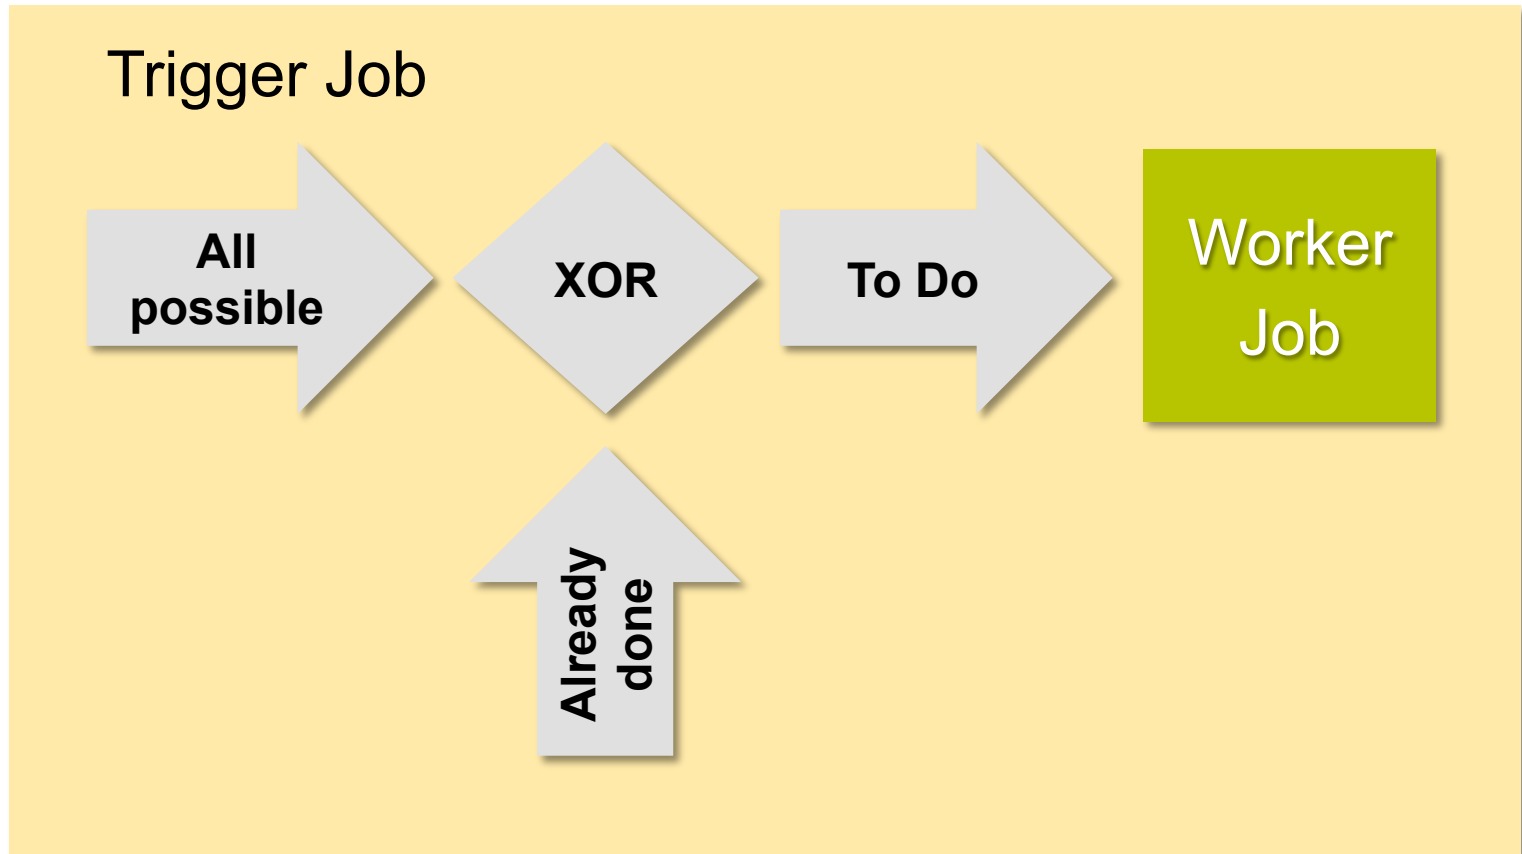 Trigger Job
All
possible
XOR
To Do
Worker
Job
Already
done